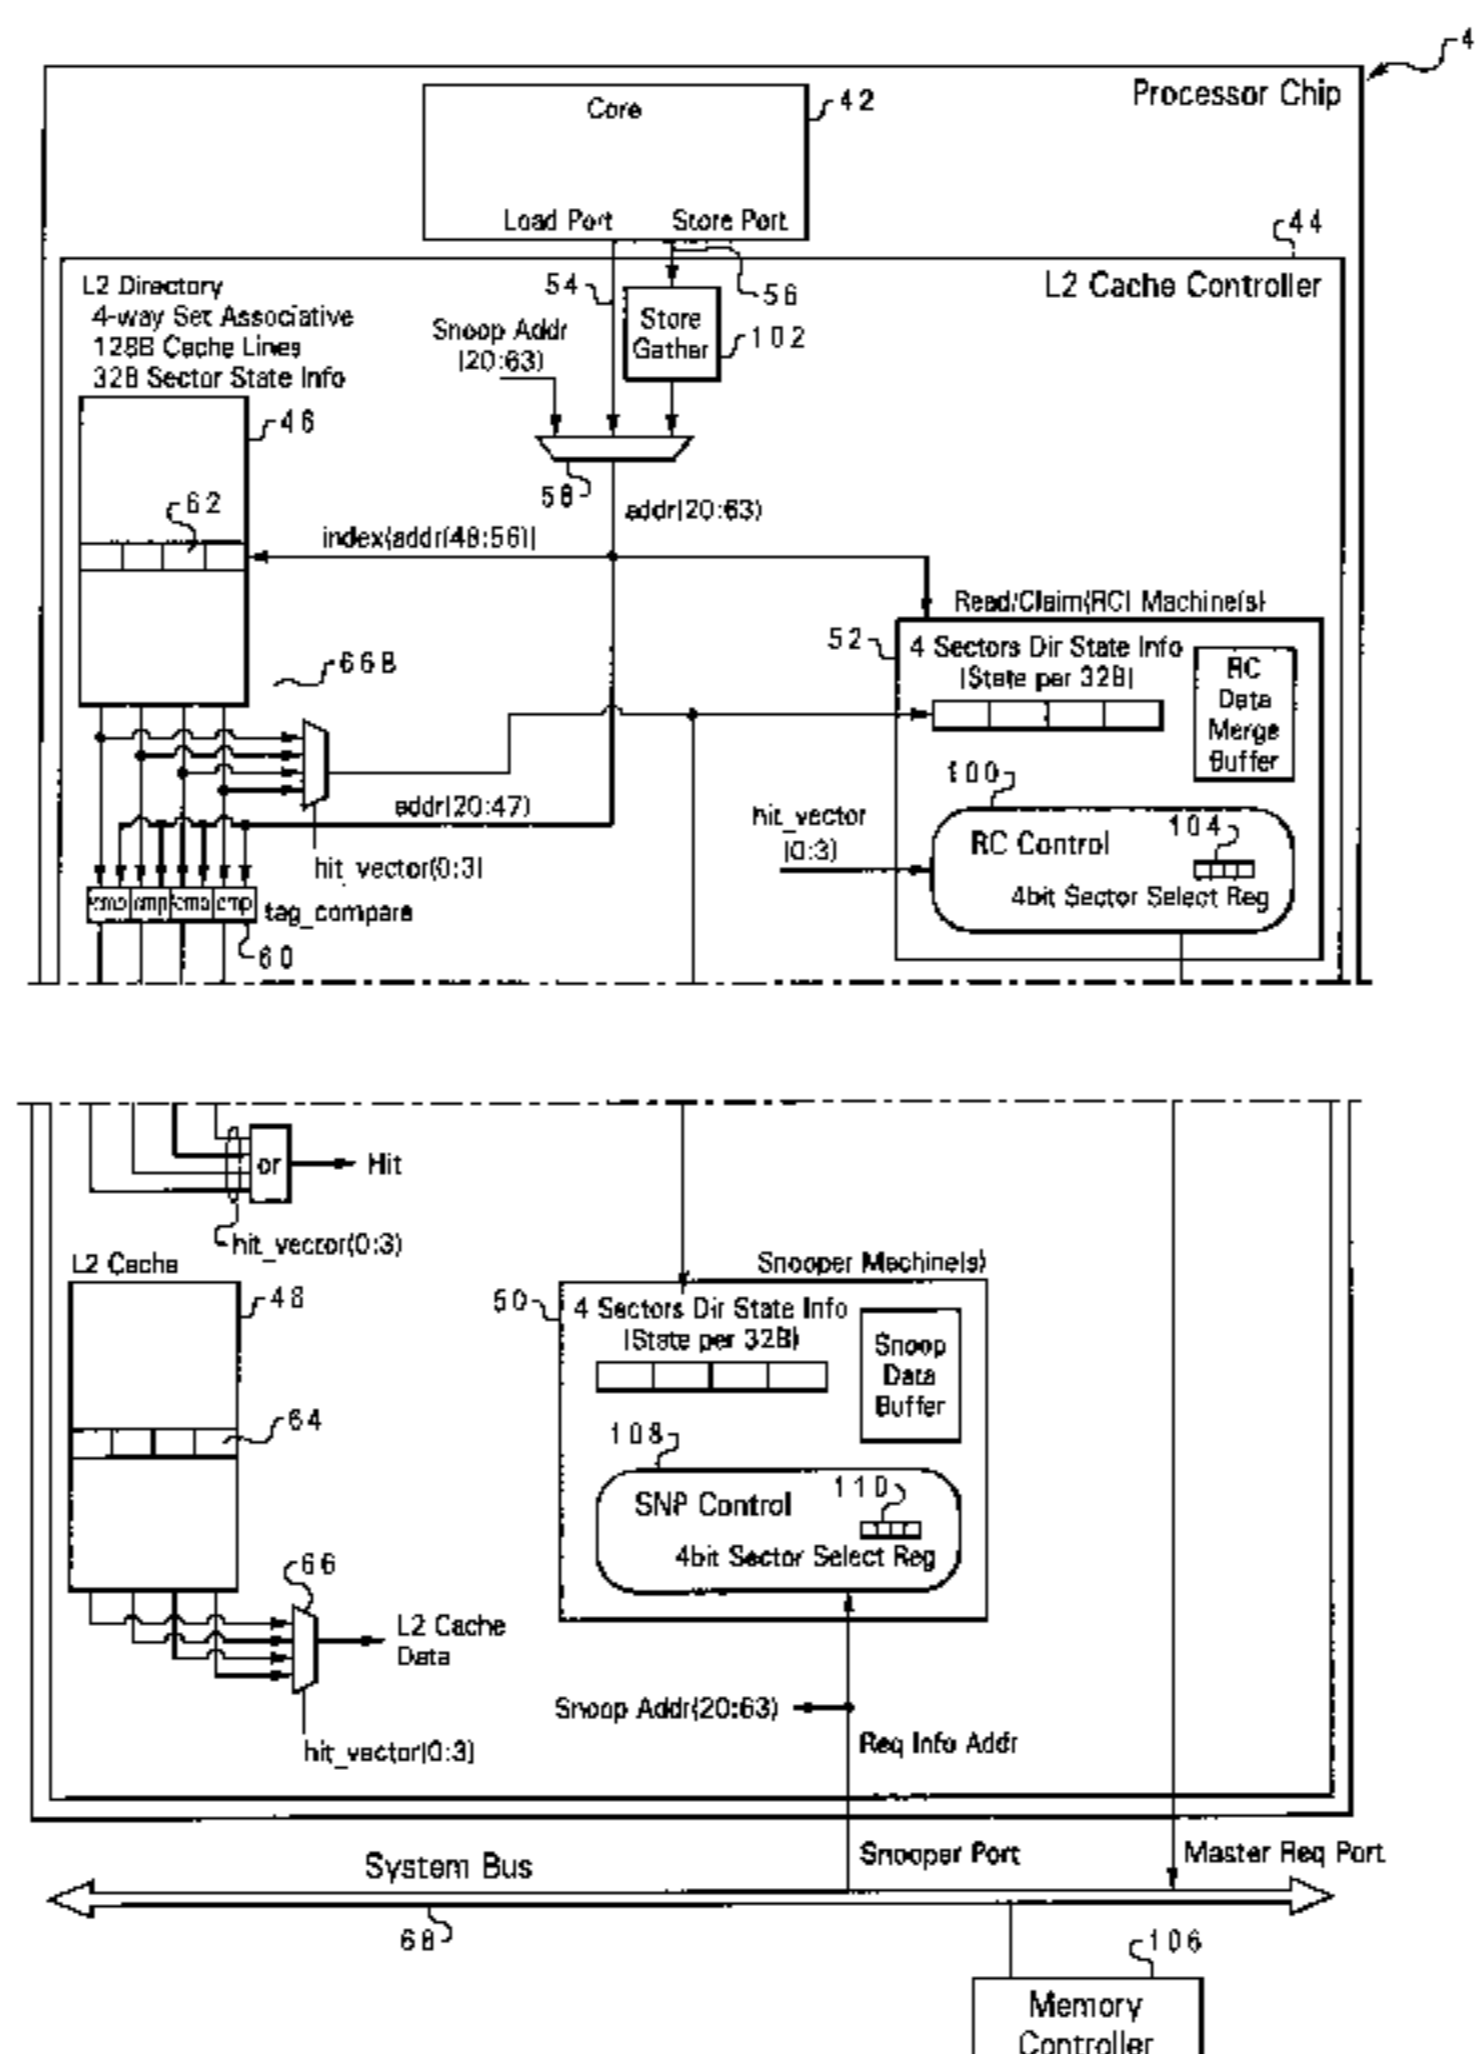 4
Processor Chip
Core
42
Load Port
Store Port
44
L2 Cache Controller
L2 Directory
4-way Set Associative
128B Cache Lines
32B Sector State Info
54
56
Snoop Addr
(20:63)
Store
Gather
102
46
58
addr(20:63)
62
index(addr(48:56))
Read/Claim(RC) Machine(s)
52
4 Sectors Dir State Info
(State per 32B)
RC
Data
Merge
Buffer
66B
addr(20:47)
100
hit_vector
(0:3)
RC Control
104
4bit Sector Select Reg
hit_vector(0:3)
cmp cmp cmp cmp
tag_compare
60
or
Hit
hit_vector(0:3)
L2 Cache
48
Snooper Machine(s)
50
4 Sectors Dir State Info
(State per 32B)
Snoop
Data
Buffer
64
108
SNP Control
110
4bit Sector Select Reg
66
L2 Cache
Data
Snoop Addr(20:63)
Req Info Addr
hit_vector(0:3)
Snooper Port
Master Req Port
System Bus
68
106
Memory
Controller